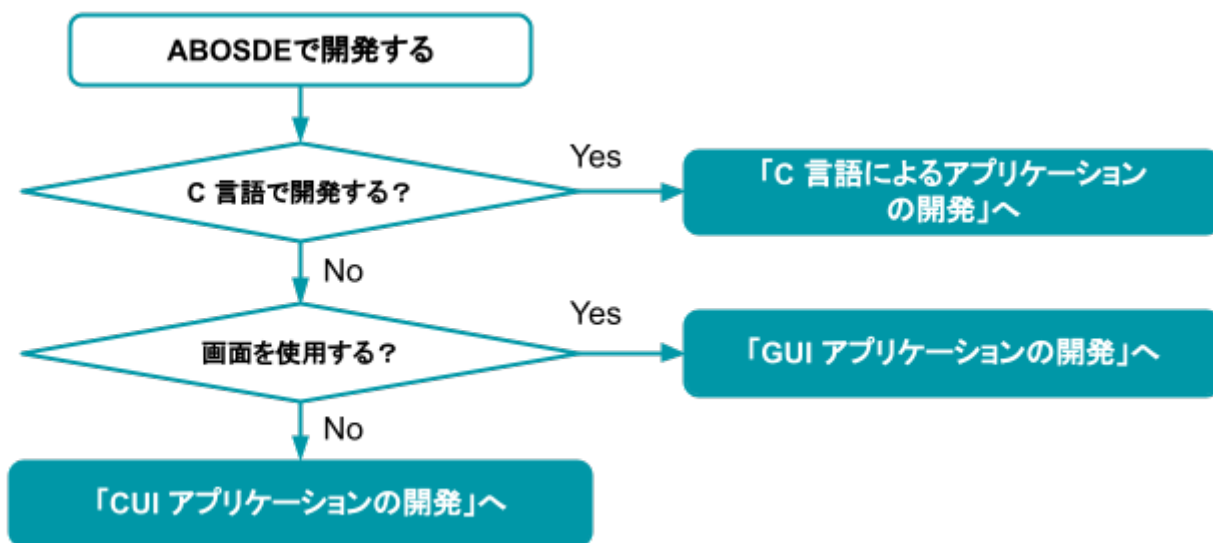 ABOSDEで開発する
C 言語で開発する？
Yes
「C 言語によるアプリケーション
の開発」へ
No
画面を使用する？
Yes
「GUI アプリケーションの開発」へ
No
「CUI アプリケーションの開発」へ